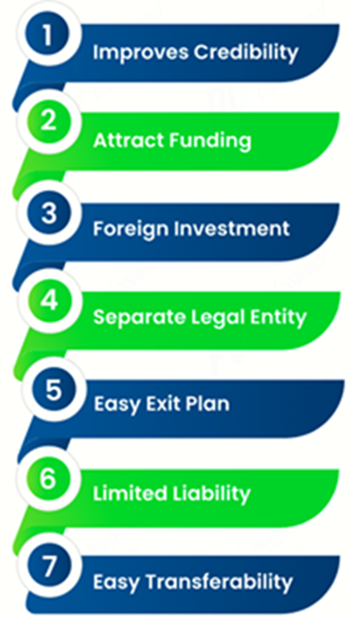 1
Improves Credibility
2
Attract Funding
3
Foreign Investment
4
Separate Legal Entity
5
Easy Exit Plan
6
Limited Liability
7
Easy Transferability